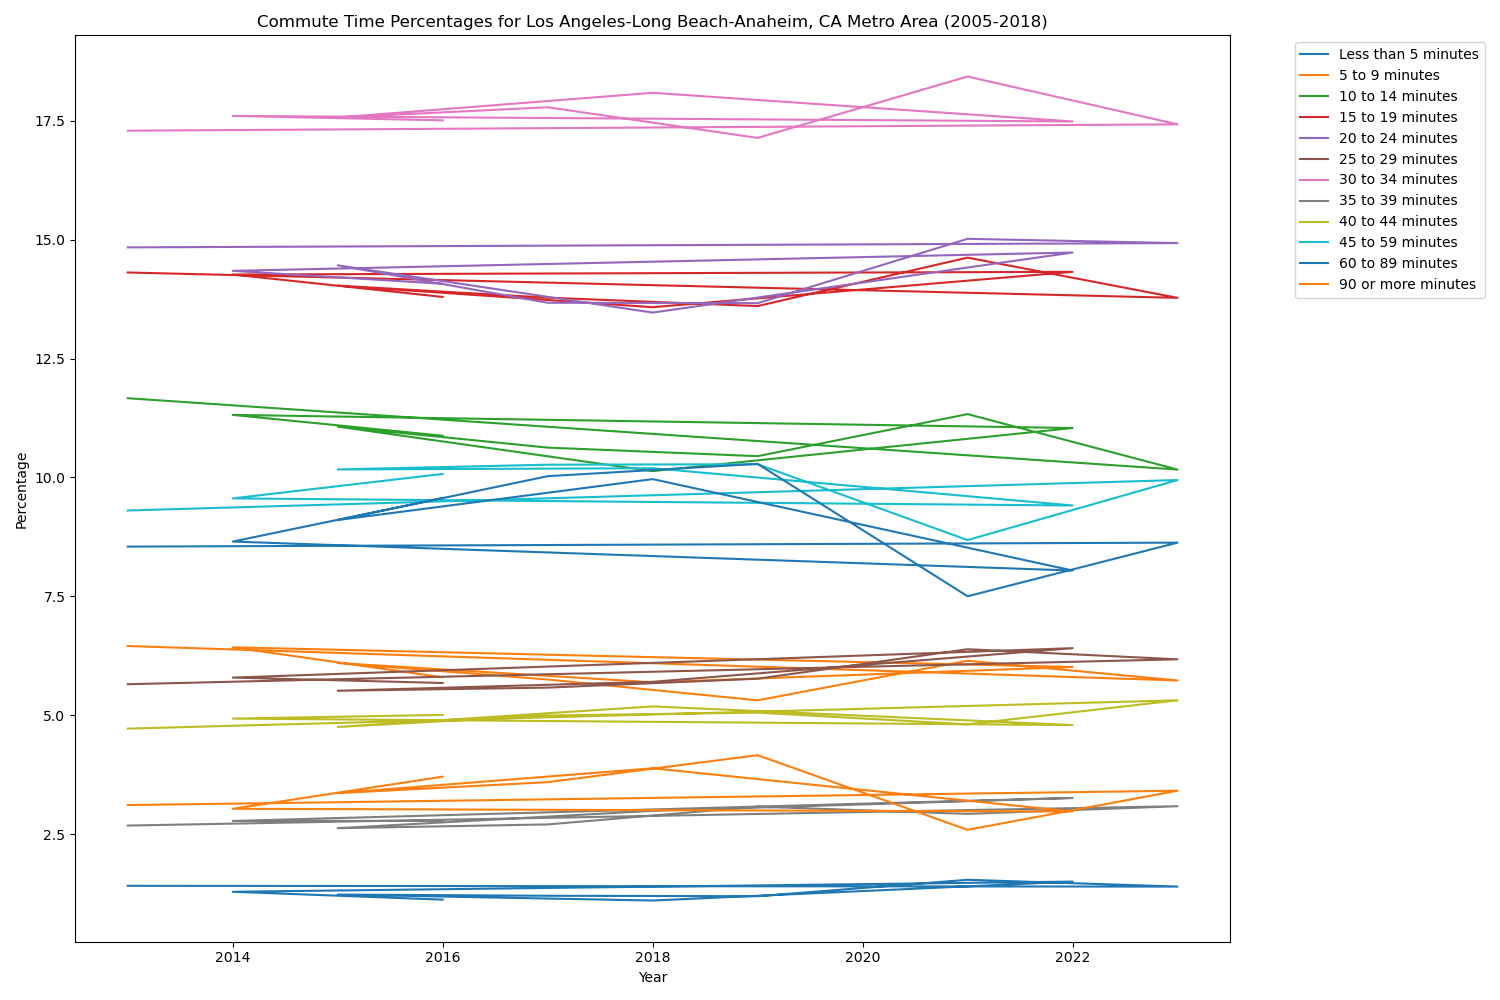 Commute Time Percentages for Los Angeles-Long Beach-Anaheim, CA Metro Area (2005-2018)
Percentage
17.5
15.0
12.5
10.0
7.5
5.0
2.5
2014
2016
2018
2020
2022
Year
Less than 5 minutes
5 to 9 minutes
10 to 14 minutes
15 to 19 minutes
20 to 24 minutes
25 to 29 minutes
30 to 34 minutes
35 to 39 minutes
40 to 44 minutes
45 to 59 minutes
60 to 89 minutes
90 or more minutes